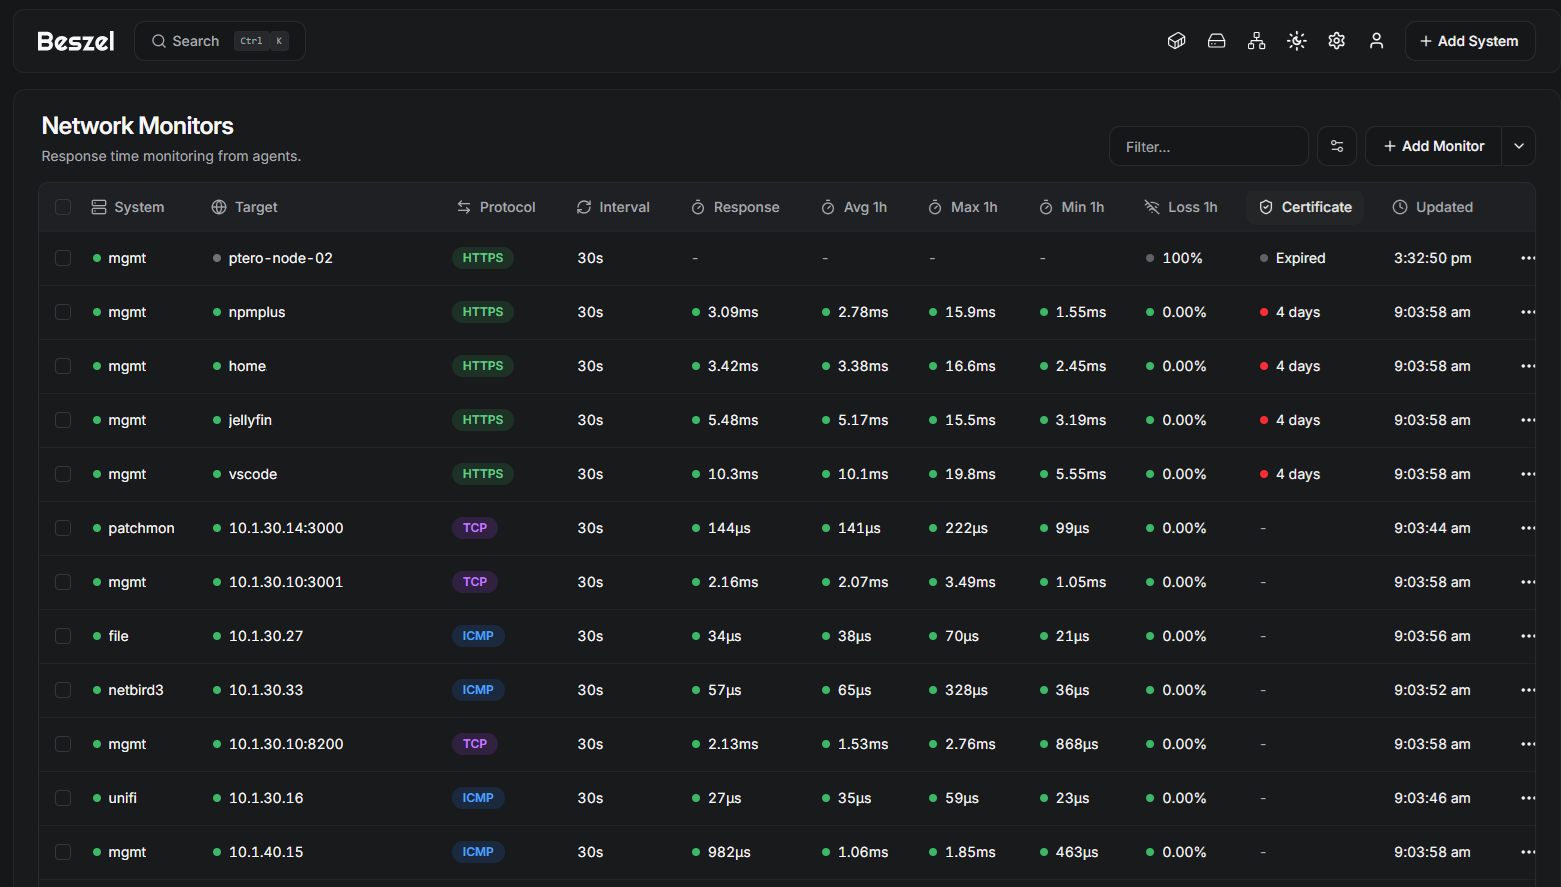 Beszel Search Ctrl K Add System
Network Monitors
Response time monitoring from agents.
Filter... Add Monitor
System Target Protocol Interval Response Avg 1h Max 1h Min 1h Loss 1h Certificate Updated
mgmt ptero-node-02 HTTPS 30s - - - - 100% Expired 3:32:50 pm
mgmt npmplus HTTPS 30s 3.09ms 2.78ms 15.9ms 1.55ms 0.00% 4 days 9:03:58 am
mgmt home HTTPS 30s 3.42ms 3.38ms 16.6ms 2.45ms 0.00% 4 days 9:03:58 am
mgmt jellyfin HTTPS 30s 5.48ms 5.17ms 15.5ms 3.19ms 0.00% 4 days 9:03:58 am
mgmt vscode HTTPS 30s 10.3ms 10.1ms 19.8ms 5.55ms 0.00% 4 days 9:03:58 am
patchmon 10.1.30.14:3000 TCP 30s 144µs 141µs 222µs 99µs 0.00% - 9:03:44 am
mgmt 10.1.30.10:3001 TCP 30s 2.16ms 2.07ms 3.49ms 1.05ms 0.00% - 9:03:58 am
file 10.1.30.27 ICMP 30s 34µs 38µs 70µs 21µs 0.00% - 9:03:56 am
netbird3 10.1.30.33 ICMP 30s 57µs 65µs 328µs 36µs 0.00% - 9:03:52 am
mgmt 10.1.30.10:8200 TCP 30s 2.13ms 1.53ms 2.76ms 868µs 0.00% - 9:03:58 am
unifi 10.1.30.16 ICMP 30s 27µs 35µs 59µs 23µs 0.00% - 9:03:46 am
mgmt 10.1.40.15 ICMP 30s 982µs 1.06ms 1.85ms 463µs 0.00% - 9:03:58 am